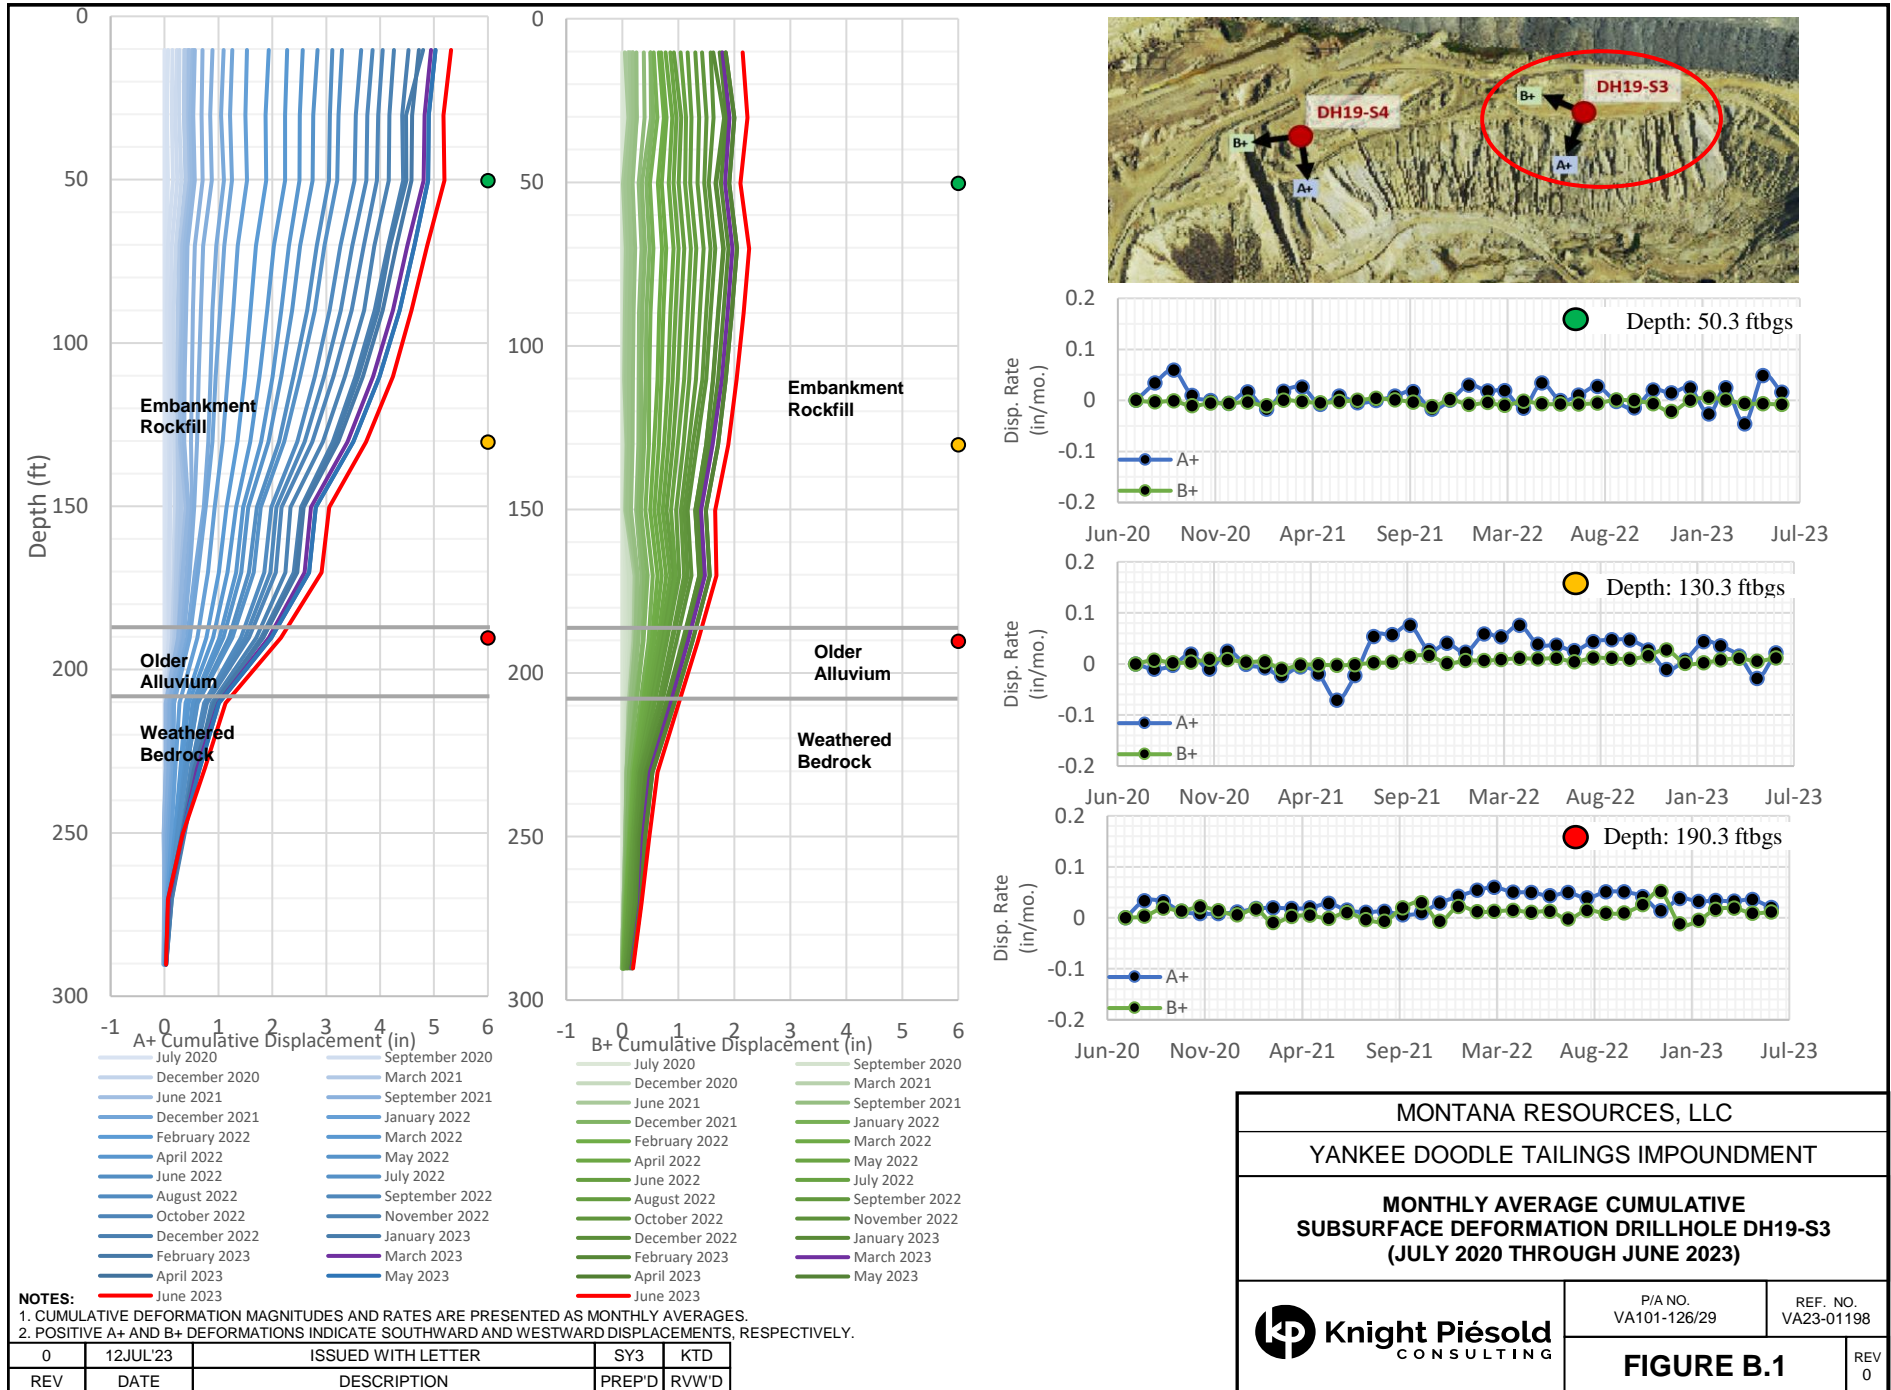 0
50
100
150
200
250
300
Depth (ft)
Embankment
Rockfill
Older
Alluvium
Weathered
Bedrock
-1 0 1 2 3 4 5 6
A+ Cumulative Displacement (in)
July 2020 September 2020
December 2020 March 2021
June 2021 September 2021
December 2021 January 2022
February 2022 March 2022
April 2022 May 2022
June 2022 July 2022
August 2022 September 2022
October 2022 November 2022
December 2022 January 2023
February 2023 March 2023
April 2023 May 2023
June 2023
0
50
100
150
200
250
300
Embankment
Rockfill
Older
Alluvium
Weathered
Bedrock
-1 0 1 2 3 4 5 6
B+ Cumulative Displacement (in)
July 2020 September 2020
December 2020 March 2021
June 2021 September 2021
December 2021 January 2022
February 2022 March 2022
April 2022 May 2022
June 2022 July 2022
August 2022 September 2022
October 2022 November 2022
December 2022 January 2023
February 2023 March 2023
April 2023 May 2023
June 2023
DH19-S3
B+
A+
DH19-S4
B+
A+
Depth: 50.3 ftbgs
0.2
0.1
0
-0.1
-0.2
Disp. Rate
(in/mo.)
A+
B+
Jun-20 Nov-20 Apr-21 Sep-21 Mar-22 Aug-22 Jan-23 Jul-23
Depth: 130.3 ftbgs
0.2
0.1
0
-0.1
-0.2
Disp. Rate
(in/mo.)
A+
B+
Jun-20 Nov-20 Apr-21 Sep-21 Mar-22 Aug-22 Jan-23 Jul-23
Depth: 190.3 ftbgs
0.2
0.1
0
-0.1
-0.2
Disp. Rate
(in/mo.)
A+
B+
Jun-20 Nov-20 Apr-21 Sep-21 Mar-22 Aug-22 Jan-23 Jul-23
NOTES:
1. CUMULATIVE DEFORMATION MAGNITUDES AND RATES ARE PRESENTED AS MONTHLY AVERAGES.
2. POSITIVE A+ AND B+ DEFORMATIONS INDICATE SOUTHWARD AND WESTWARD DISPLACEMENTS, RESPECTIVELY.
0 12JUL'23 ISSUED WITH LETTER SY3 KTD
REV DATE DESCRIPTION PREP'D RVW'D
MONTANA RESOURCES, LLC
YANKEE DOODLE TAILINGS IMPOUNDMENT
MONTHLY AVERAGE CUMULATIVE
SUBSURFACE DEFORMATION DRILLHOLE DH19-S3
(JULY 2020 THROUGH JUNE 2023)
kp Knight Piésold
CONSULTING
P/A NO.
VA101-126/29
REF. NO.
VA23-01198
FIGURE B.1
REV
0